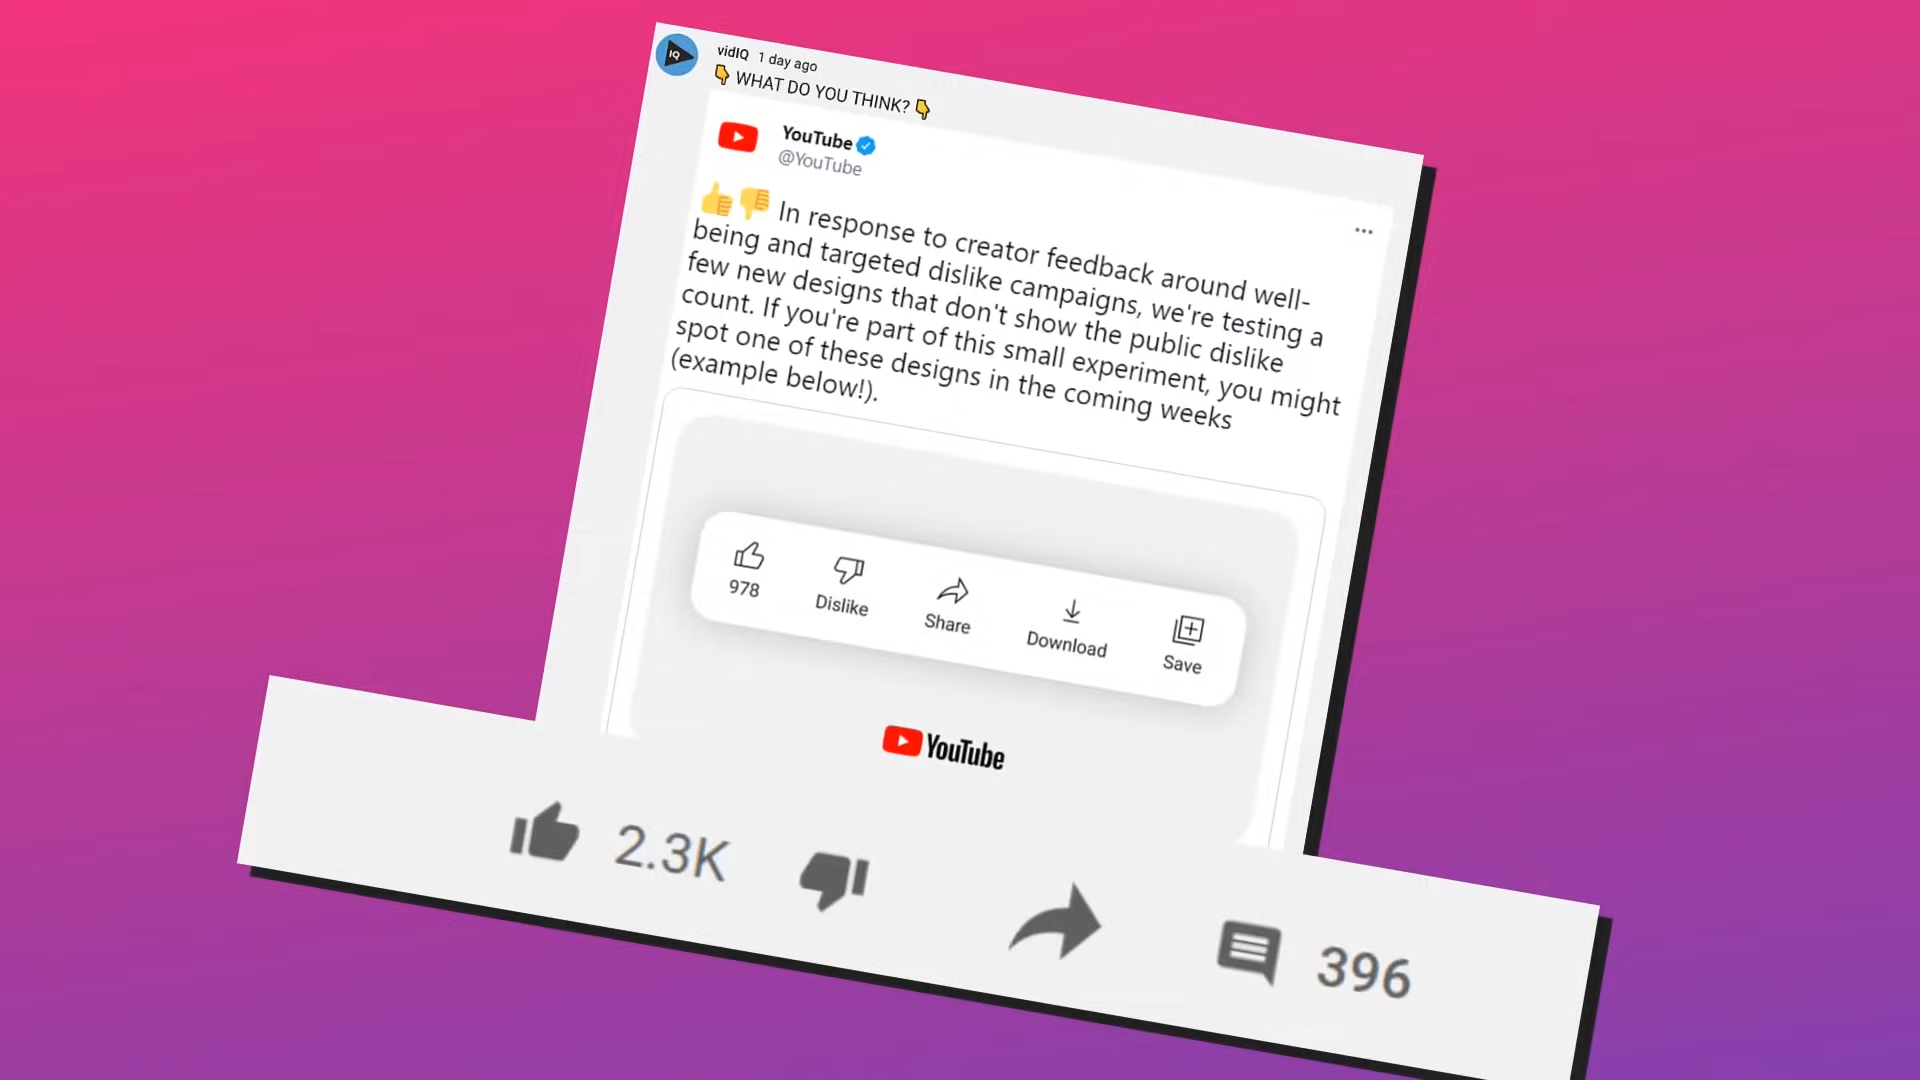 vidIQ 1 day ago
👇 WHAT DO YOU THINK? 👇
YouTube
@YouTube
👍👎 In response to creator feedback around well-
being and targeted dislike campaigns, we're testing a
few new designs that don't show the public dislike
count. If you're part of this small experiment, you might
spot one of these designs in the coming weeks
(example below!).
978
Dislike
Share
Download
Save
YouTube
2.3K
396